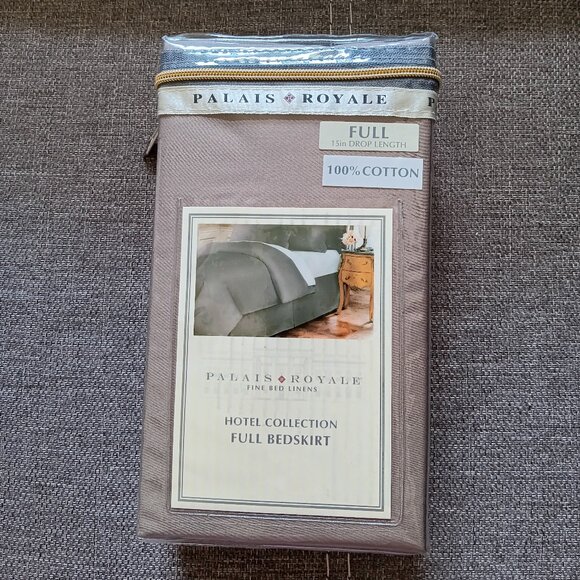 PALAIS ROYALE P
FULL
15in DROP LENGTH
100% COTTON
PALAIS ROYALE
FINE BED LINENS
HOTEL COLLECTION
FULL BEDSKIRT